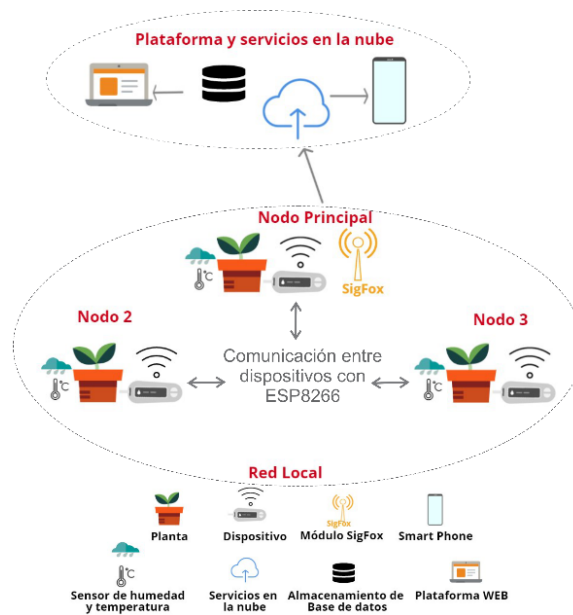 Plataforma y servicios en la nube
Nodo Principal
°C
SigFox
Nodo 2
Nodo 3
°C
°C
Comunicación entre
dispositivos con
ESP8266
Red Local
SigFox
Planta
Dispositivo
Módulo SigFox
Smart Phone
°C
Sensor de humedad
y temperatura
Servicios en
la nube
Almacenamiento de
Base de datos
Plataforma WEB